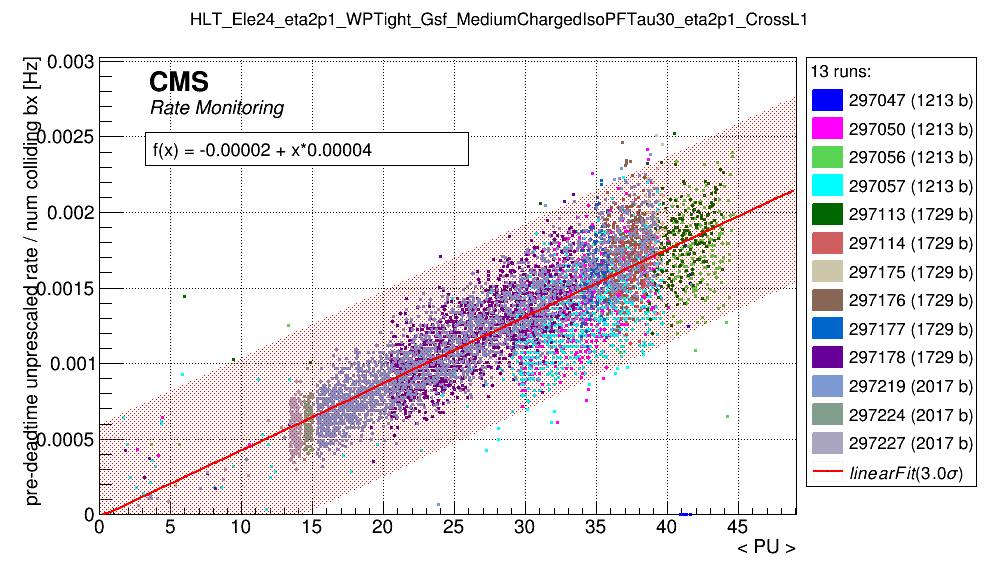 HLT_Ele24_eta2p1_WPTight_Gsf_MediumChargedIsoPFTau30_eta2p1_CrossL1
pre-deadtime unprescaled rate / num colliding bx [Hz]
0.003
0.0025
0.002
0.0015
0.001
0.0005
0
CMS
Rate Monitoring
f(x) = -0.00002 + x*0.00004
0 5 10 15 20 25 30 35 40 45
< PU >
13 runs:
297047 (1213 b)
297050 (1213 b)
297056 (1213 b)
297057 (1213 b)
297113 (1729 b)
297114 (1729 b)
297175 (1729 b)
297176 (1729 b)
297177 (1729 b)
297178 (1729 b)
297219 (2017 b)
297224 (2017 b)
297227 (2017 b)
linearFit(3.0σ)